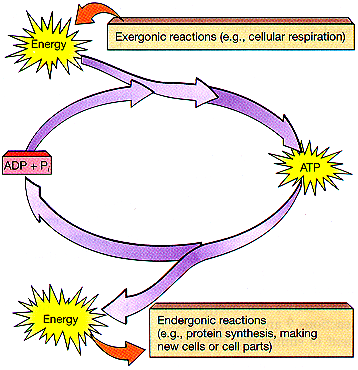 Energy
Exergonic reactions (e.g., cellular respiration)
ADP + Pi
ATP
Energy
Endergonic reactions
(e.g., protein synthesis, making
new cells or cell parts)